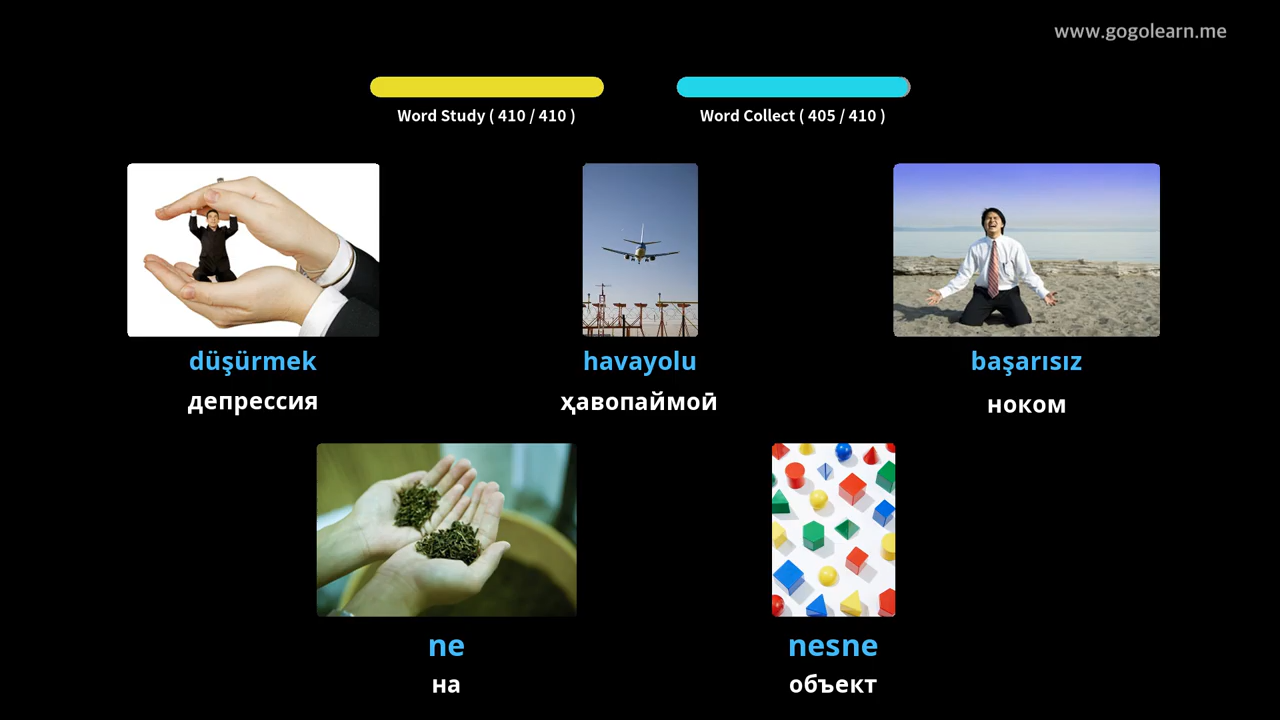 www.gogolearn.me
Word Study ( 410 / 410 )
Word Collect ( 405 / 410 )
düşürmek
депрессия
havayolu
ҳавопаймоӣ
başarısız
ноком
ne
на
nesne
объект